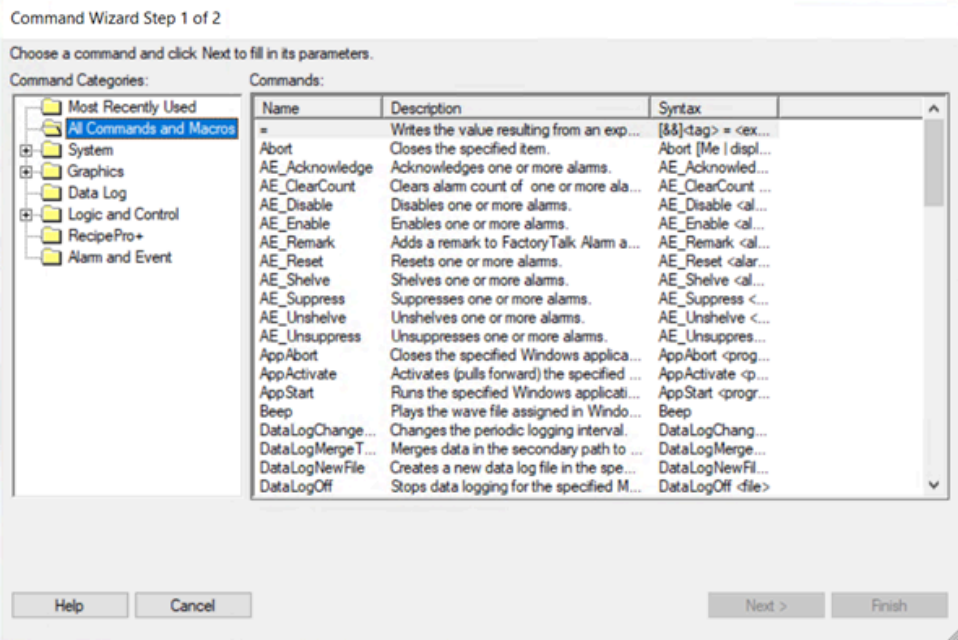 Command Wizard Step 1 of 2
Choose a command and click Next to fill in its parameters.
Command Categories:
Most Recently Used
All Commands and Macros
System
Graphics
Data Log
Logic and Control
RecipePro+
Alarm and Event
Commands:
Name Description Syntax
= Writes the value resulting from an exp... [&&]<tag> = <ex...
Abort Closes the specified item. Abort [Me | displ...
AE_Acknowledge Acknowledges one or more alarms. AE_Acknowled...
AE_ClearCount Clears alarm count of one or more ala... AE_ClearCount ...
AE_Disable Disables one or more alarms. AE_Disable <al...
AE_Enable Enables one or more alarms. AE_Enable <al...
AE_Remark Adds a remark to FactoryTalk Alarm a... AE_Remark <al...
AE_Reset Resets one or more alarms. AE_Reset <alar...
AE_Shelve Shelves one or more alarms. AE_Shelve <al...
AE_Suppress Suppresses one or more alarms. AE_Suppress <...
AE_Unshelve Unshelves one or more alarms. AE_Unshelve <...
AE_Unsuppress Unsuppresses one or more alarms. AE_Unsuppres...
AppAbort Closes the specified Windows applica... AppAbort <prog...
AppActivate Activates (pulls forward) the specified ... AppActivate <p...
AppStart Runs the specified Windows applicati... AppStart <progr...
Beep Plays the wave file assigned in Windo... Beep
DataLogChange... Changes the periodic logging interval. DataLogChang...
DataLogMergeT... Merges data in the secondary path to ... DataLogMerge...
DataLogNewFile Creates a new data log file in the spe... DataLogNewFil...
DataLogOff Stops data logging for the specified M... DataLogOff <file>
Help Cancel Next > Finish